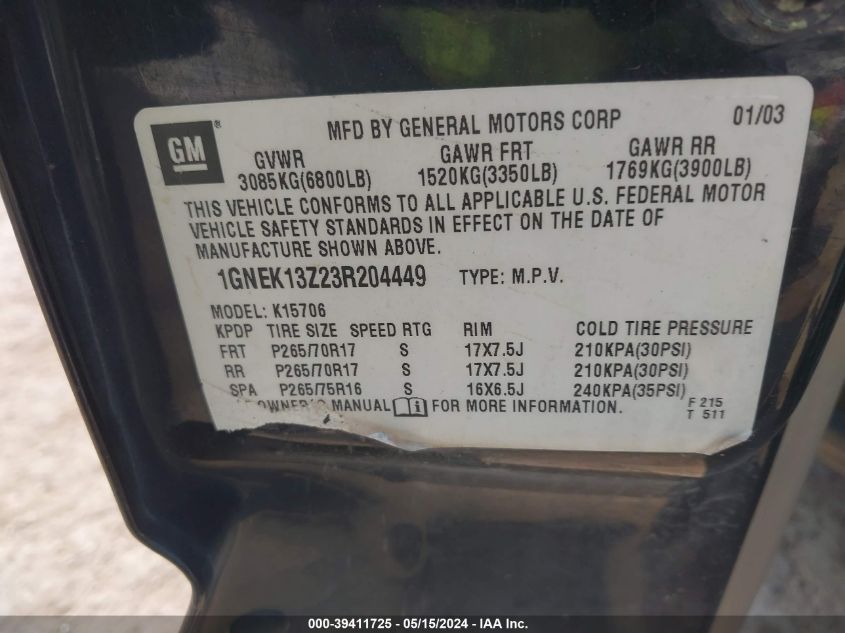 GM®
MFD BY GENERAL MOTORS CORP 01/03
GVWR GAWR FRT GAWR RR
3085KG(6800LB) 1520KG(3350LB) 1769KG(3900LB)
THIS VEHICLE CONFORMS TO ALL APPLICABLE U.S. FEDERAL MOTOR
VEHICLE SAFETY STANDARDS IN EFFECT ON THE DATE OF
MANUFACTURE SHOWN ABOVE.
1GNEK13Z23R204449 TYPE: M.P.V.
MODEL: K15706
KPDP TIRE SIZE SPEED RTG RIM COLD TIRE PRESSURE
FRT P265/70R17 S 17X7.5J 210KPA(30PSI)
RR P265/70R17 S 17X7.5J 210KPA(30PSI)
SPA P265/75R16 S 16X6.5J 240KPA(35PSI)
OWNER'S MANUAL FOR MORE INFORMATION. F 215
T 511
000-39411725 - 05/15/2024 - IAA Inc.